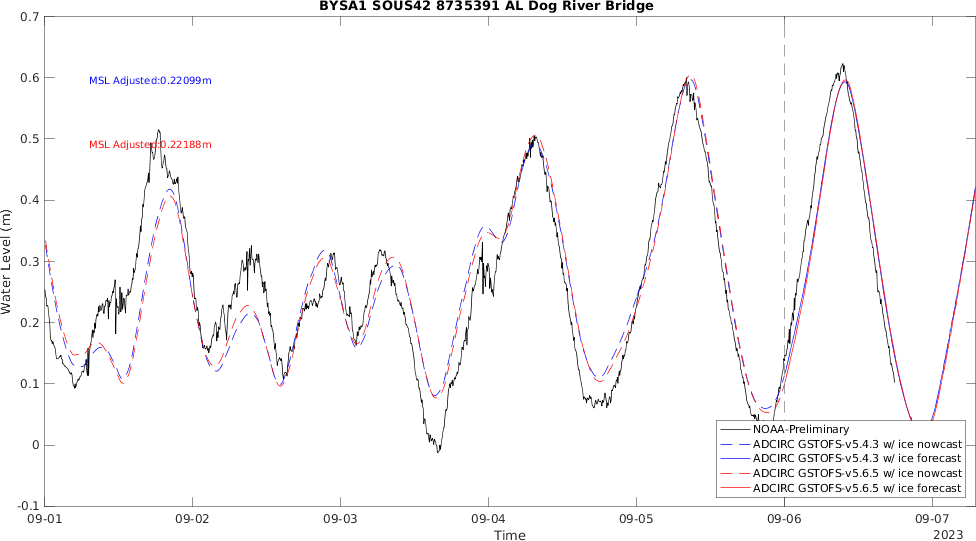 BYSA1 SOUS42 8735391 AL Dog River Bridge
0.7
0.6
0.5
0.4
0.3
0.2
0.1
0
-0.1
Water Level (m)
MSL Adjusted:0.22099m
MSL Adjusted:0.22188m
NOAA-Preliminary
ADCIRC GSTOFS-v5.4.3 w/ ice nowcast
ADCIRC GSTOFS-v5.4.3 w/ ice forecast
ADCIRC GSTOFS-v5.6.5 w/ ice nowcast
ADCIRC GSTOFS-v5.6.5 w/ ice forecast
09-01 09-02 09-03 09-04 09-05 09-06 09-07
Time
2023